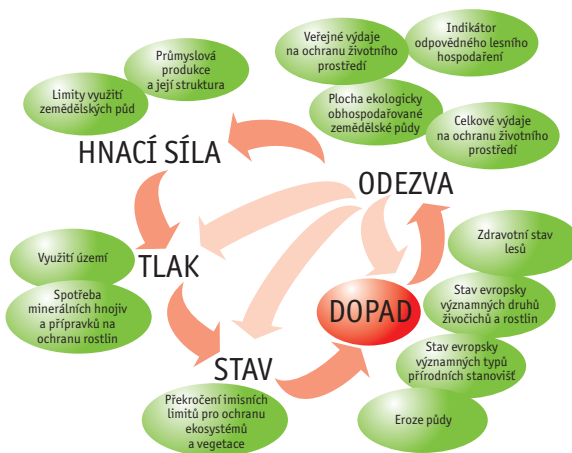 Veřejné výdaje
na ochranu životního
prostředí
Indikátor
odpovědného lesního
hospodaření
Průmyslová
produkce
a její struktura
Limity využití
zemědělských půd
Plocha ekologicky
obhospodařované
zemědělské půdy
Celkové výdaje
na ochranu životního
prostředí
HNACÍ SÍLA
ODEZVA
Zdravotní stav
lesů
Využití území
TLAK
Spotřeba
minerálních hnojiv
a přípravků na
ochranu rostlin
DOPAD
Stav evropsky
významných druhů
živočichů a rostlin
Stav evropsky
významných typů
přírodních stanovišť
STAV
Překročení imisních
limitů pro ochranu
ekosystémů
a vegetace
Eroze půdy